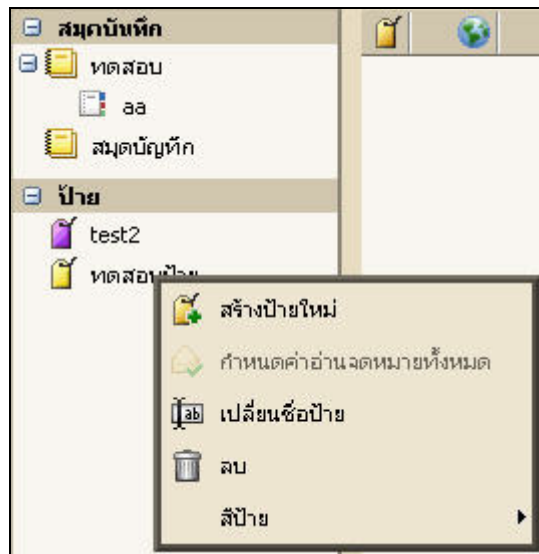 สมุดบันทึก
ทดสอบ
aa
สมุดบัญทึก
ป้าย
test2
ทดสอบป้าย
สร้างป้ายใหม่
กำหนดค่าอ่านจดหมายทั้งหมด
เปลี่ยนชื่อป้าย
ลบ
สีป้าย